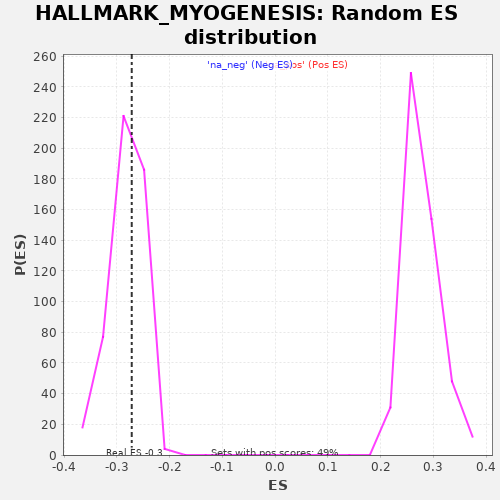 HALLMARK_MYOGENESIS: Random ES
distribution
'na_neg' (Neg ES) os' (Pos ES)
260
240
220
200
180
160
140
120
100
80
60
40
20
0
P(ES)
Real ES -0.3
Sets with pos scores: 49%
-0.4 -0.3 -0.2 -0.1 0.0 0.1 0.2 0.3 0.4
ES